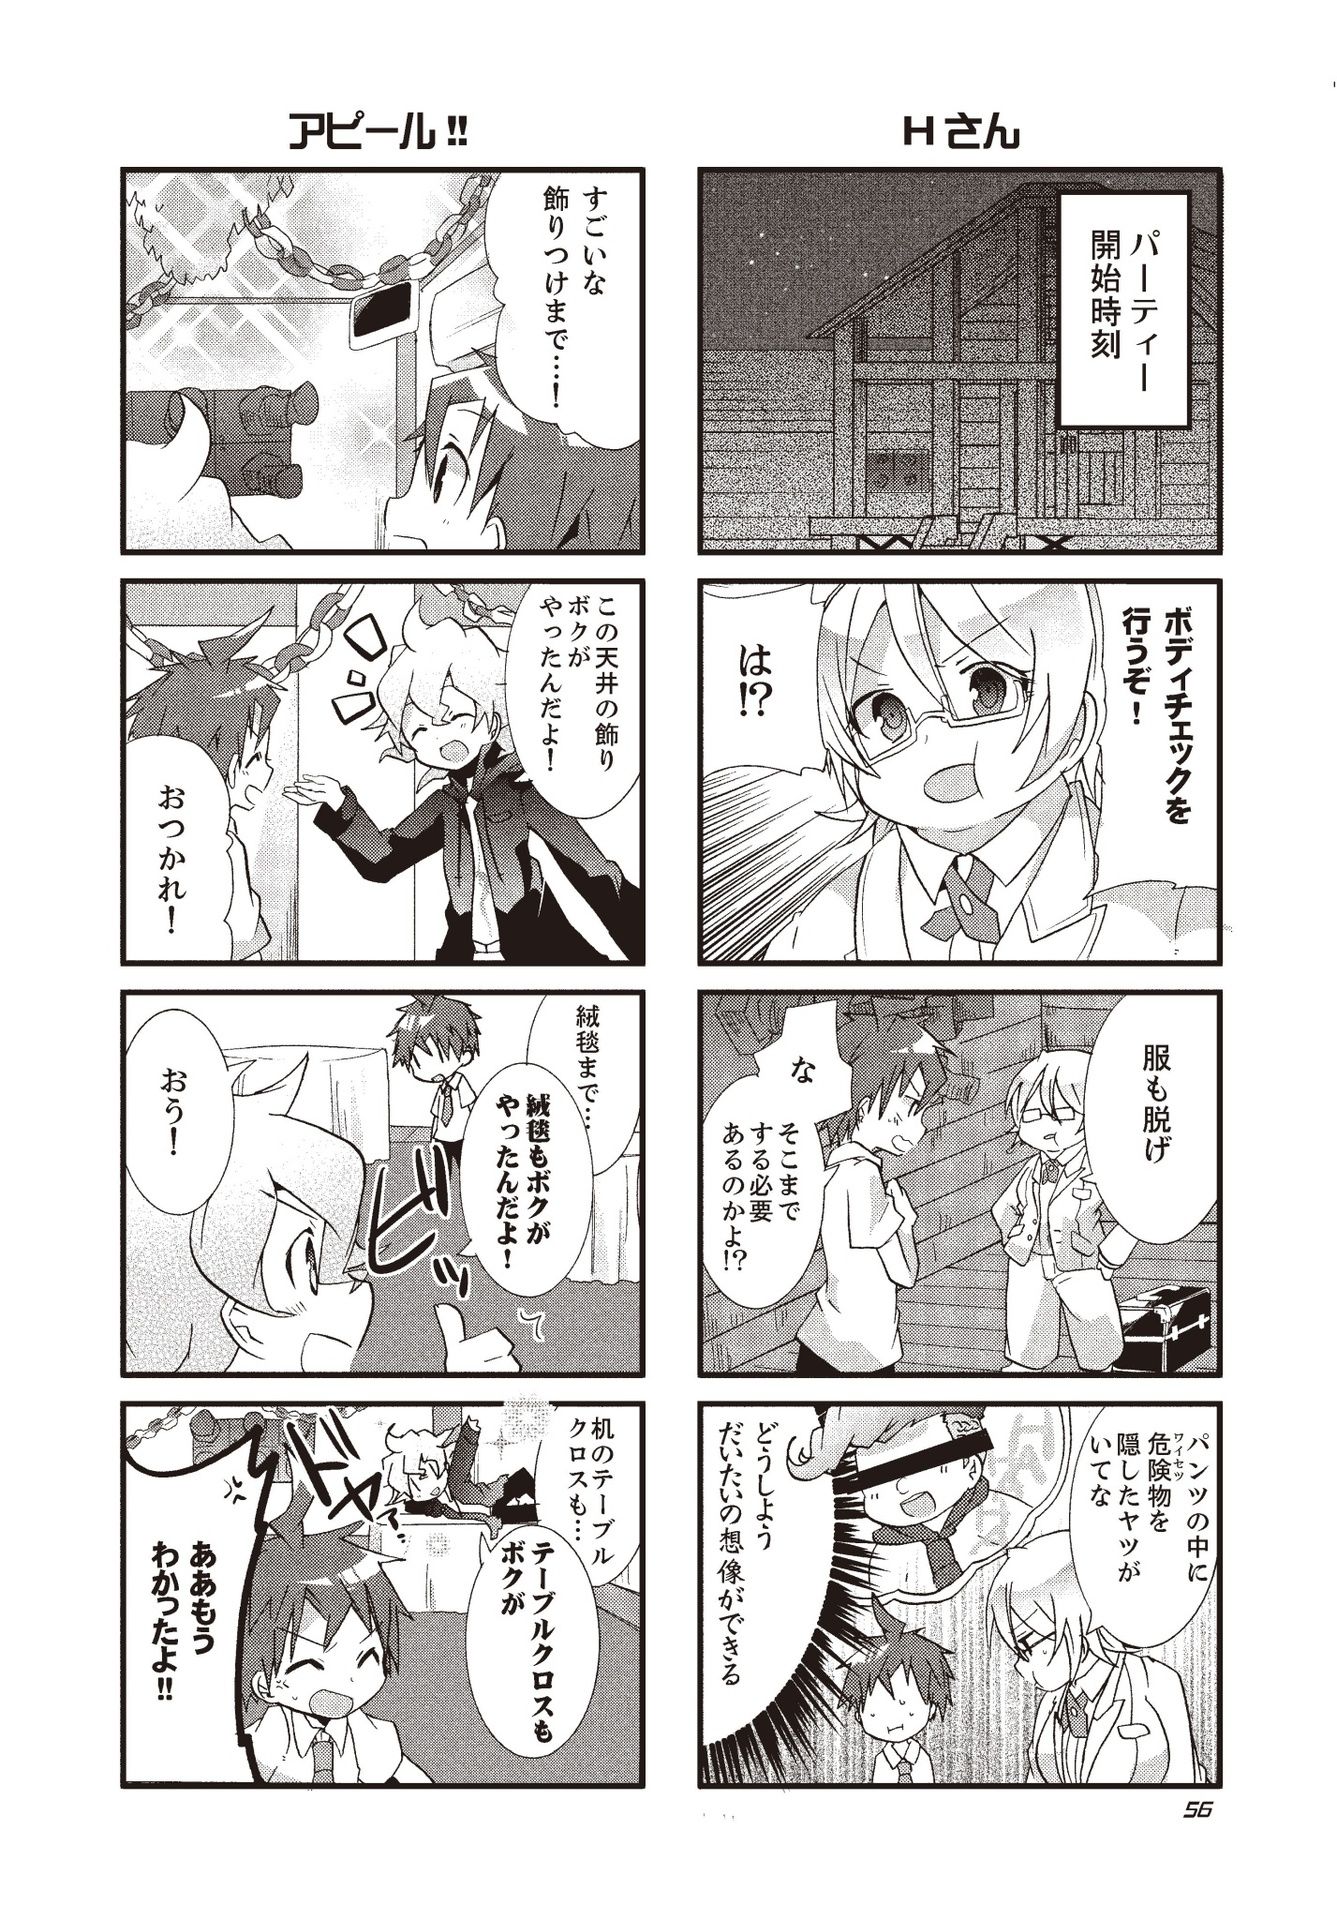 Hさん
パーティー
開始時刻
ボディチェックを
行うぞ！
は!?
服も脱げ
な
そこまで
する必要
あるのかよ!?
パンツの中に
危険物を
ワイセツ
隠したヤツが
いてな
どうしよう
だいたいの想像ができる
アピール!!
すごいな
飾りつけまで…！
この天井の飾り
ボクが
やったんだよ！
おつかれ！
絨毯まで…
絨毯もボクが
やったんだよ！
ビッ
おう！
机のテーブル
クロスも…
テーブルクロスも
ボクが
ドヤァ
ああもう
わかったよ!!
56